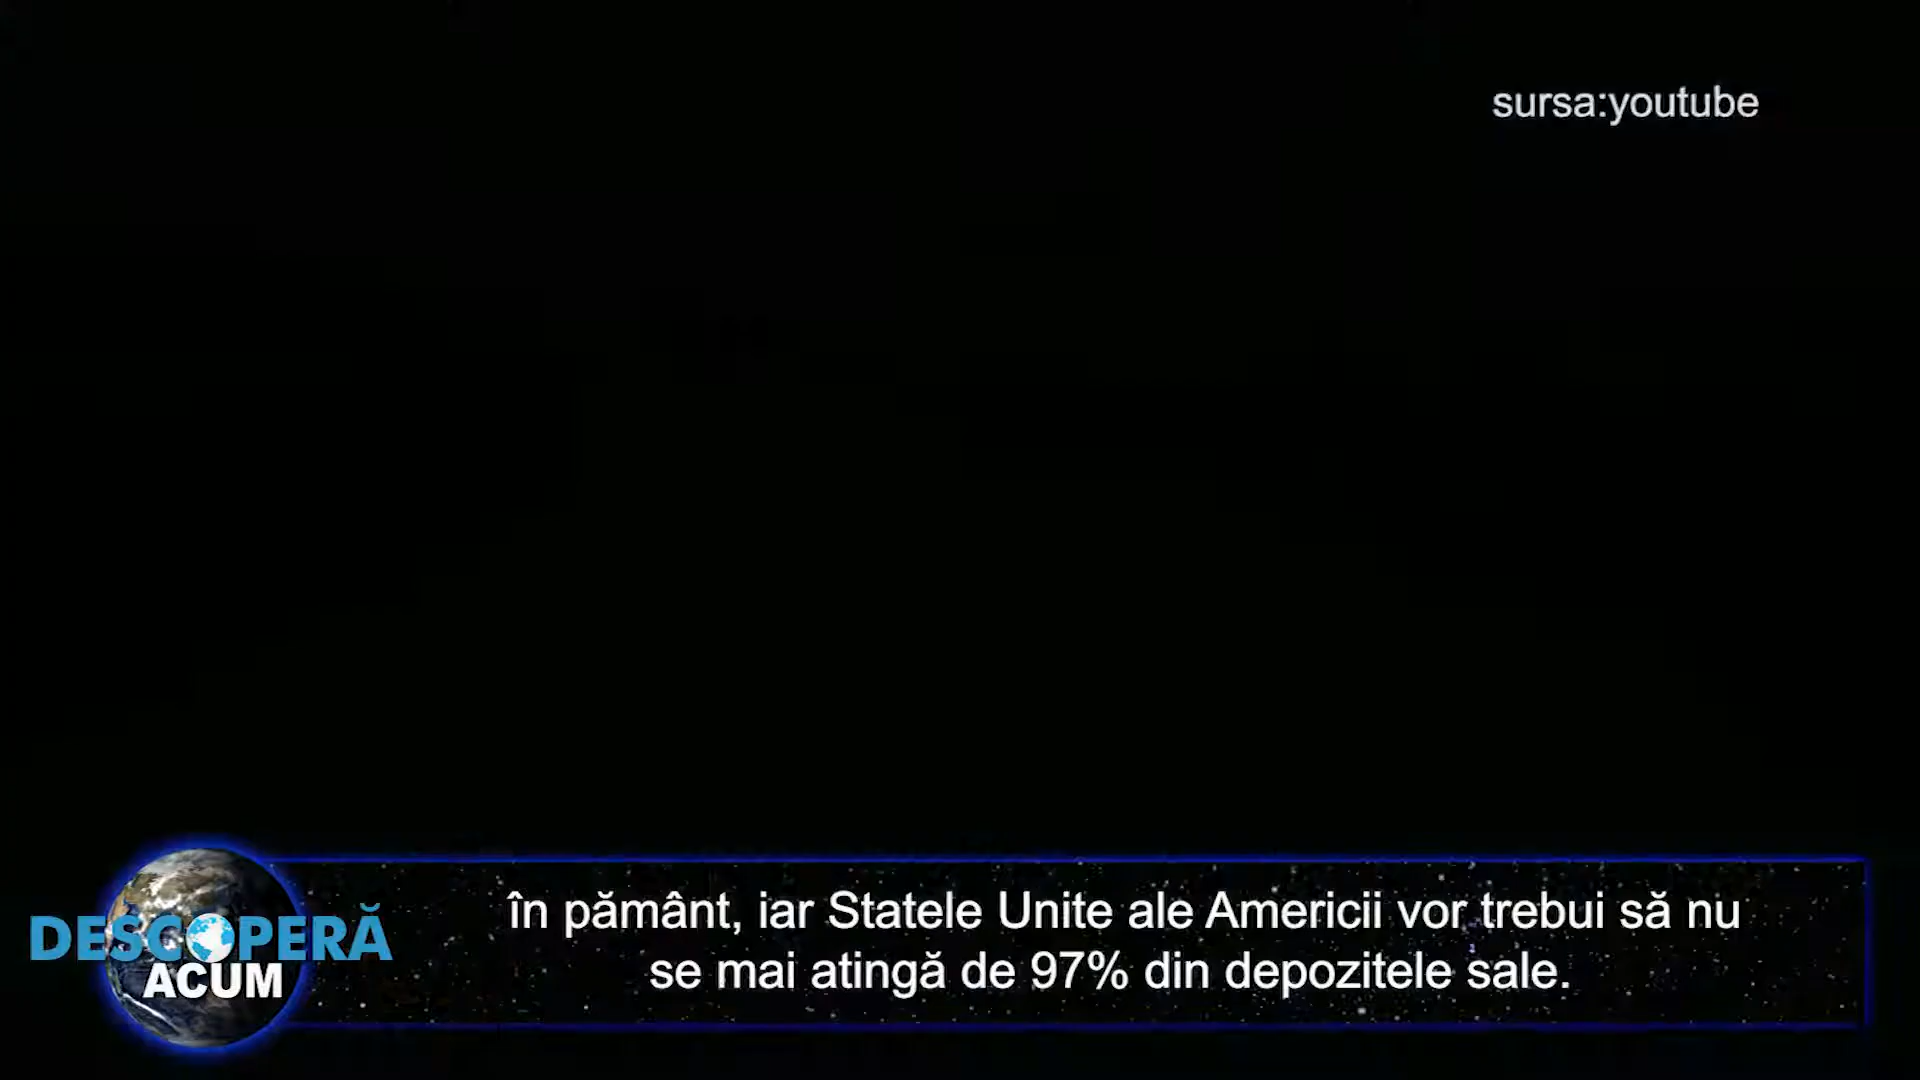 sursa:youtube
în pământ, iar Statele Unite ale Americii vor trebui să nu
se mai atingă de 97% din depozitele sale.
DESCOPERĂ
ACUM